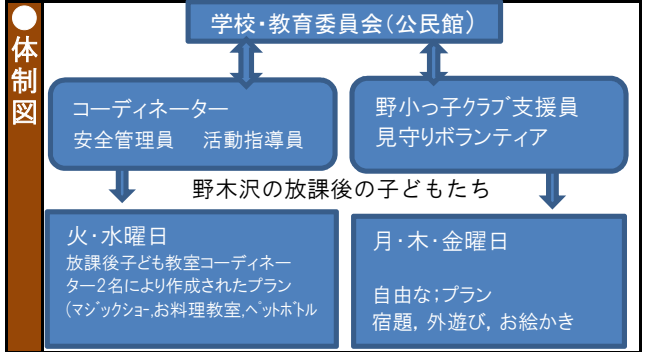 ●体制図
学校・教育委員会（公民館）
コーディネーター
安全管理員 活動指導員
野小っ子クラブ支援員
見守りボランティア
野木沢の放課後の子どもたち
火・水曜日
放課後子ども教室コーディネー
ター2名により作成されたプラン
(マジックショー,お料理教室,ペットボトル
月・木・金曜日
自由な;プラン
宿題, 外遊び, お絵かき